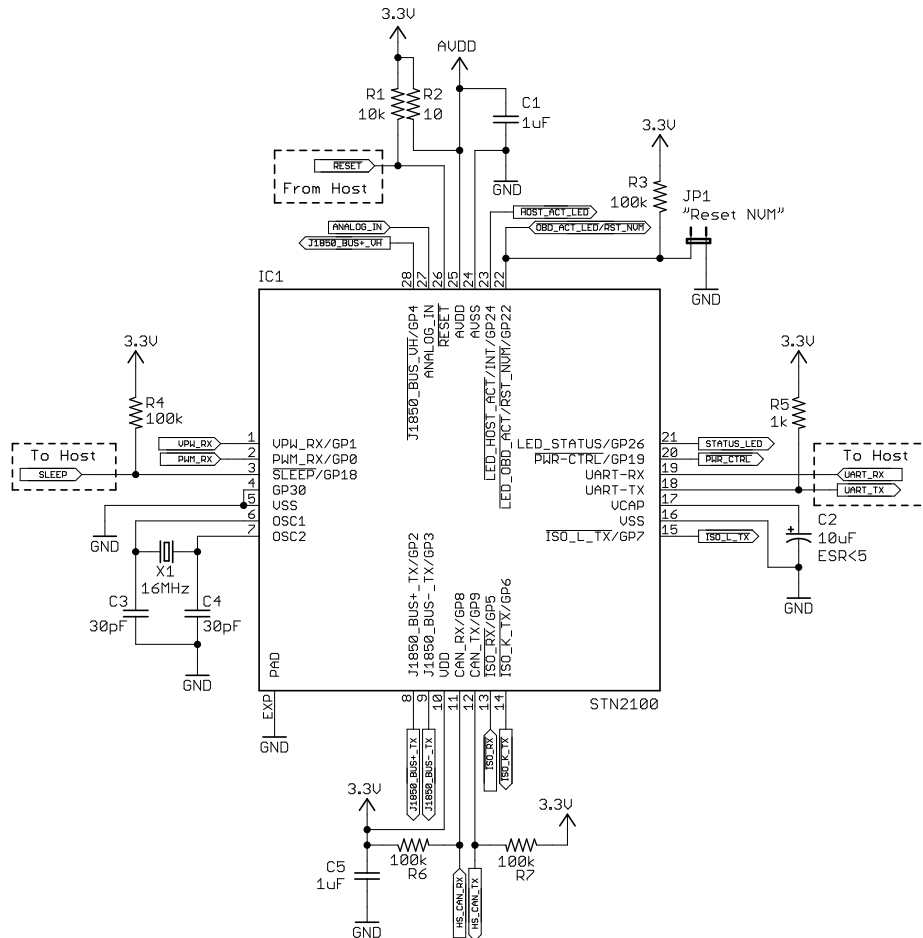 3.3V
AVDD
R1
10k
R2
10
C1
1uF
3.3V
RESET
From Host
GND
R3
100k
JP1
"Reset NVM"
HOST_ACT_LED
ANALOG_IN
OBD_ACT_LED/RST_NVM
J1850_BUS+_VH
GND
IC1
28
27
26
25
24
23
22
J1850_BUS_VH/GP4
ANALOG_IN
RESET
AVDD
AVSS
LED_HOST_ACT/INT/GP24
LED_OBD_ACT/RST_NVM/GP22
3.3V
R4
100k
3.3V
R5
1k
To Host
SLEEP
VPW_RX
PWM_RX
1
2
3
4
5
6
7
VPW_RX/GP1
PWM_RX/GP0
SLEEP/GP18
GP30
VSS
OSC1
OSC2
LED_STATUS/GP26
PWR-CTRL/GP19
UART-RX
UART-TX
VCAP
VSS
ISO_L_TX/GP7
21
20
19
18
17
16
15
STATUS_LED
PWR_CTRL
To Host
UART_RX
UART_TX
ISO_L_TX
C2
10uF
ESR<5
GND
GND
X1
16MHz
C3
30pF
C4
30pF
GND
J1850_BUS+_TX/GP2
J1850_BUS-_TX/GP3
VDD
CAN_RX/GP8
CAN_TX/GP9
ISO_RX/GP5
ISO_K_TX/GP6
PAD
EXP
GND
STN2100
8
9
10
11
12
13
14
J1850_BUS+_TX
J1850_BUS-_TX
ISO_RX
ISO_K_TX
3.3V
3.3V
100k
R6
100k
R7
C5
1uF
HS_CAN_RX
HS_CAN_TX
GND